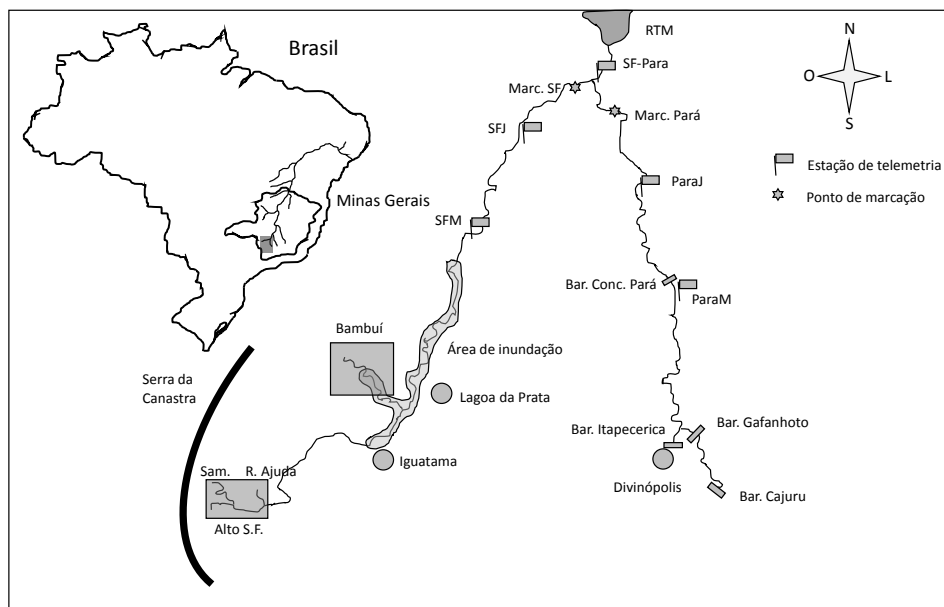 Brasil
RTM
N
SF-Para
O
L
Marc. SF
S
SFJ
Marc. Pará
Estação de telemetria
Minas Gerais
ParaJ
Ponto de marcação
SFM
Bar. Conc. Pará
ParaM
Bambuí
Área de inundação
Serra da
Canastra
Lagoa da Prata
Bar. Itapecerica
Bar. Gafanhoto
Iguatama
Sam.
R. Ajuda
Divinópolis
Bar. Cajuru
Alto S.F.